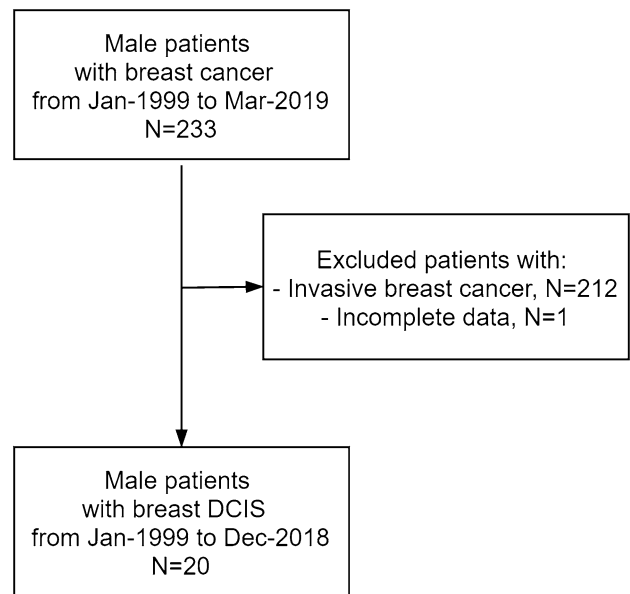 Male patients
with breast cancer
from Jan-1999 to Mar-2019
N=233
Excluded patients with:
- Invasive breast cancer, N=212
- Incomplete data, N=1
Male patients
with breast DCIS
from Jan-1999 to Dec-2018
N=20